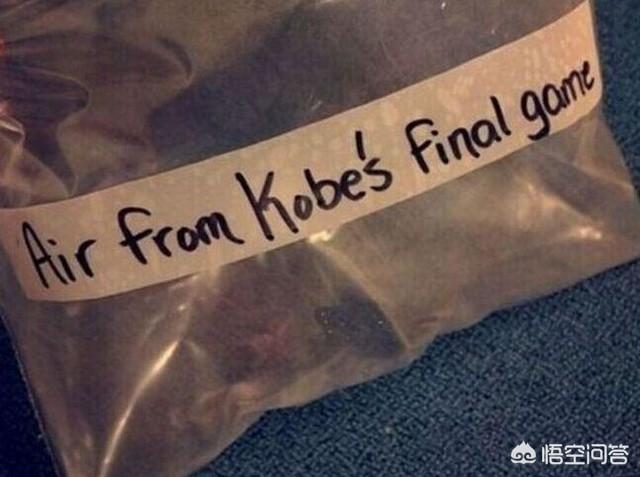 Air from Kobe's final game
悟空问答